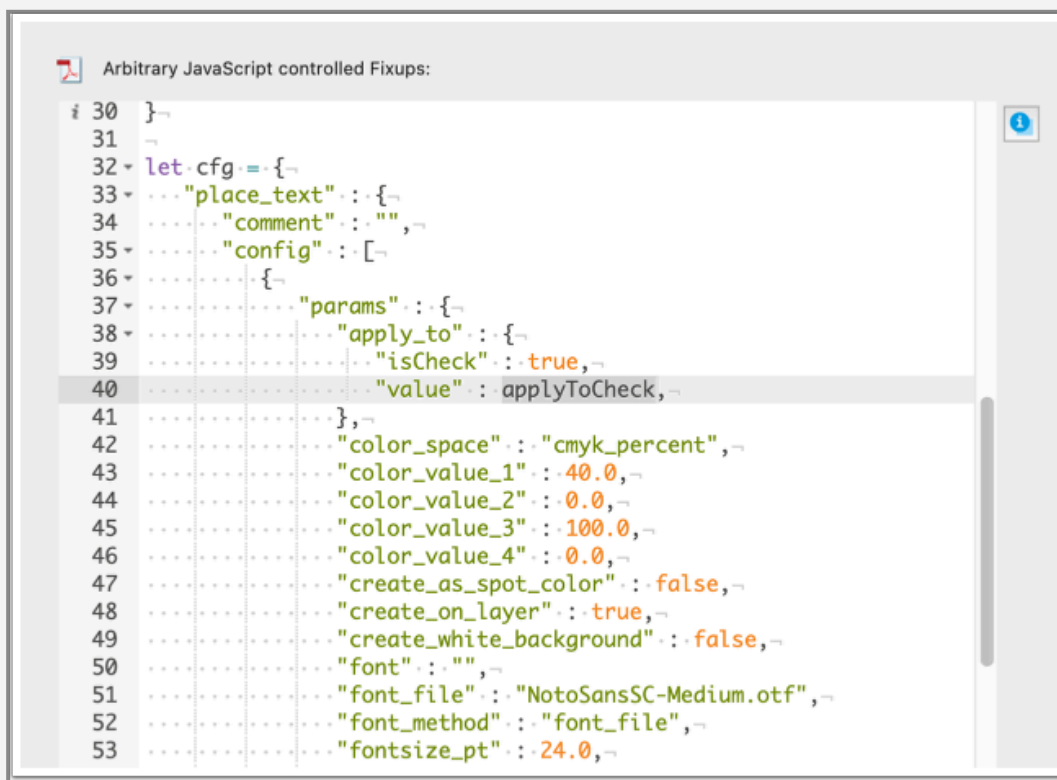 Arbitrary JavaScript controlled Fixups:
i 30 }¬
31 ¬
32 let·cfg·=·{¬
33 ···"place_text"·:·{¬
34 ······"comment"·:·"",¬
35 ······"config"·:·[¬
36 ·········{¬
37 ············"params"·:·{¬
38 ···············"apply_to"·:·{¬
39 ··················"isCheck"·:·true,¬
40 ··················"value"·:·applyToCheck,¬
41 ···············},¬
42 ···············"color_space"·:·"cmyk_percent",¬
43 ···············"color_value_1"·:·40.0,¬
44 ···············"color_value_2"·:·0.0,¬
45 ···············"color_value_3"·:·100.0,¬
46 ···············"color_value_4"·:·0.0,¬
47 ···············"create_as_spot_color"·:·false,¬
48 ···············"create_on_layer"·:·true,¬
49 ···············"create_white_background"·:·false,¬
50 ···············"font"·:·"",¬
51 ···············"font_file"·:·"NotoSansSC-Medium.otf",¬
52 ···············"font_method"·:·"font_file",¬
53 ···············"fontsize_pt"·:·24.0,¬